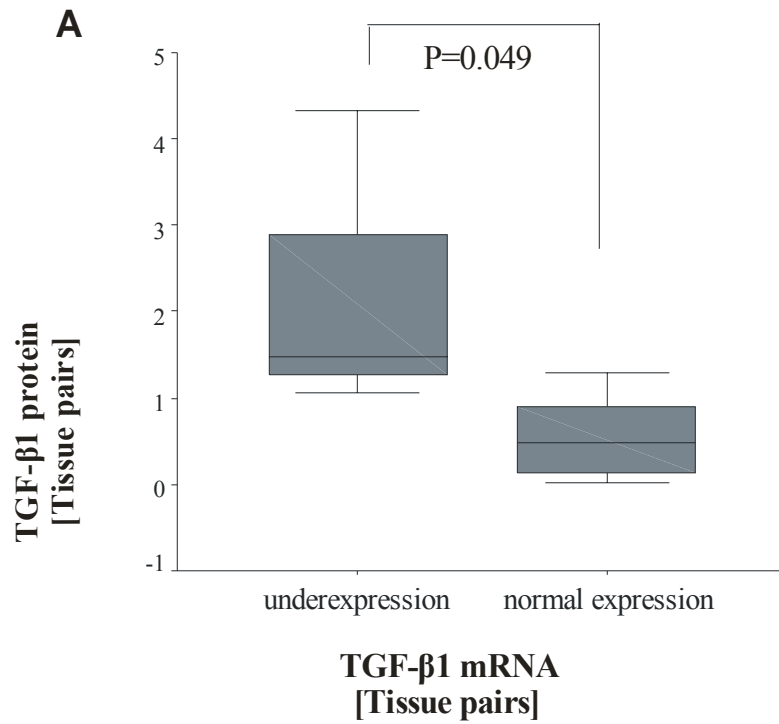 A
P=0.049
5
4
3
2
1
0
-1
TGF-β1 protein
[Tissue pairs]
underexpression
normal expression
TGF-β1 mRNA
[Tissue pairs]